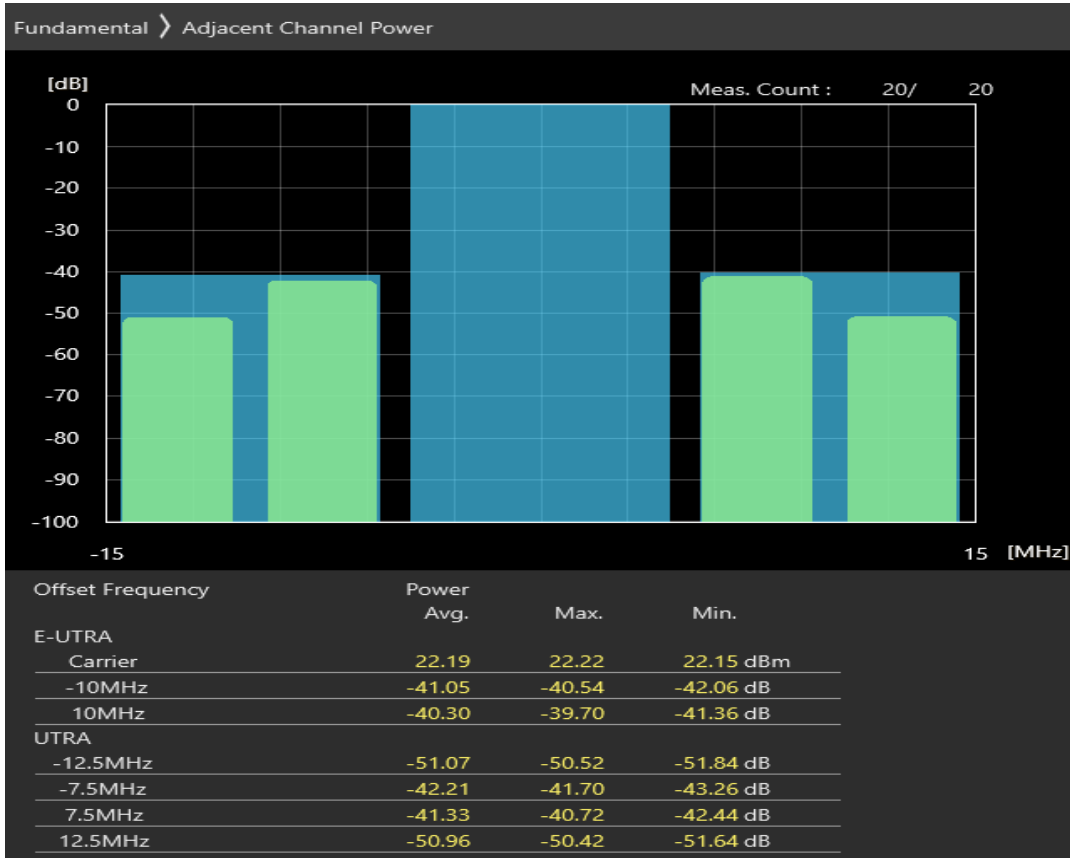 Fundamental 〉 Adjacent Channel Power
[dB]
Meas. Count : 20/ 20
0
-10
-20
-30
-40
-50
-60
-70
-80
-90
-100
-15 15 [MHz]
Offset Frequency Power
Avg. Max. Min.
E-UTRA
Carrier 22.19 22.22 22.15 dBm
-10MHz -41.05 -40.54 -42.06 dB
10MHz -40.30 -39.70 -41.36 dB
UTRA
-12.5MHz -51.07 -50.52 -51.84 dB
-7.5MHz -42.21 -41.70 -43.26 dB
7.5MHz -41.33 -40.72 -42.44 dB
12.5MHz -50.96 -50.42 -51.64 dB